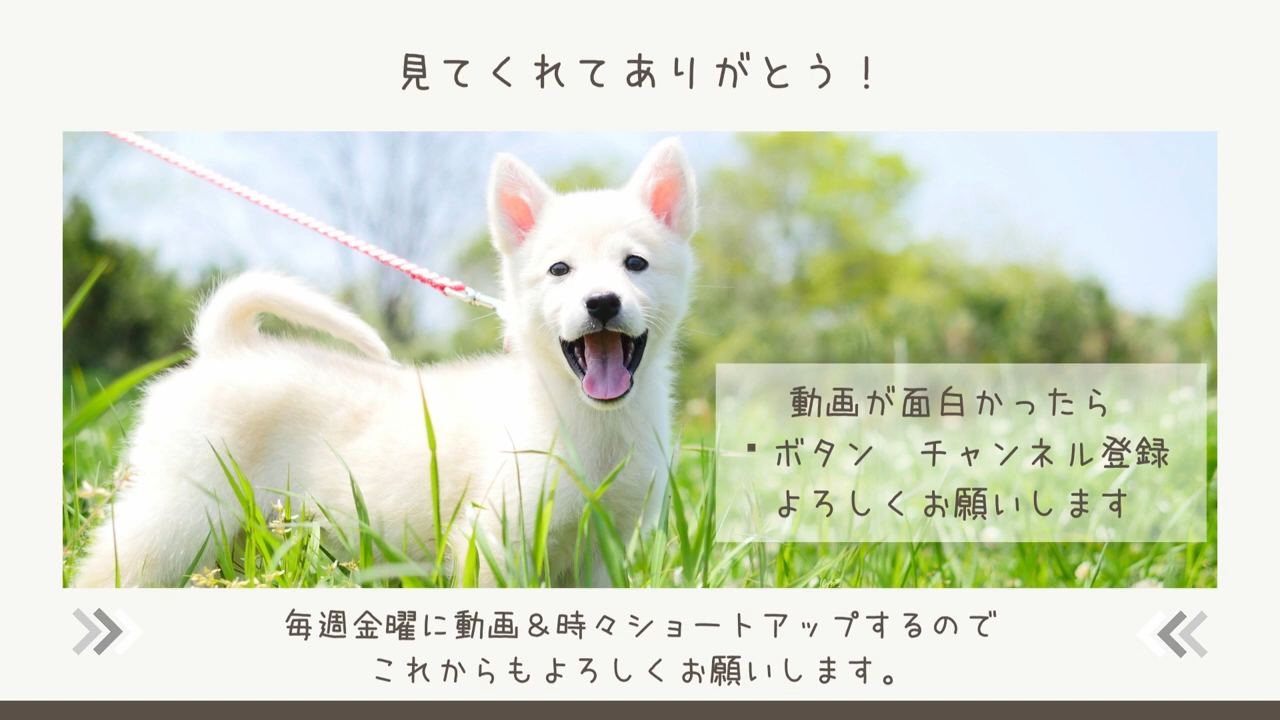 見てくれてありがとう！
動画が面白かったら
▪ボタン　チャンネル登録
よろしくお願いします
毎週金曜に動画＆時々ショートアップするので
これからもよろしくお願いします。